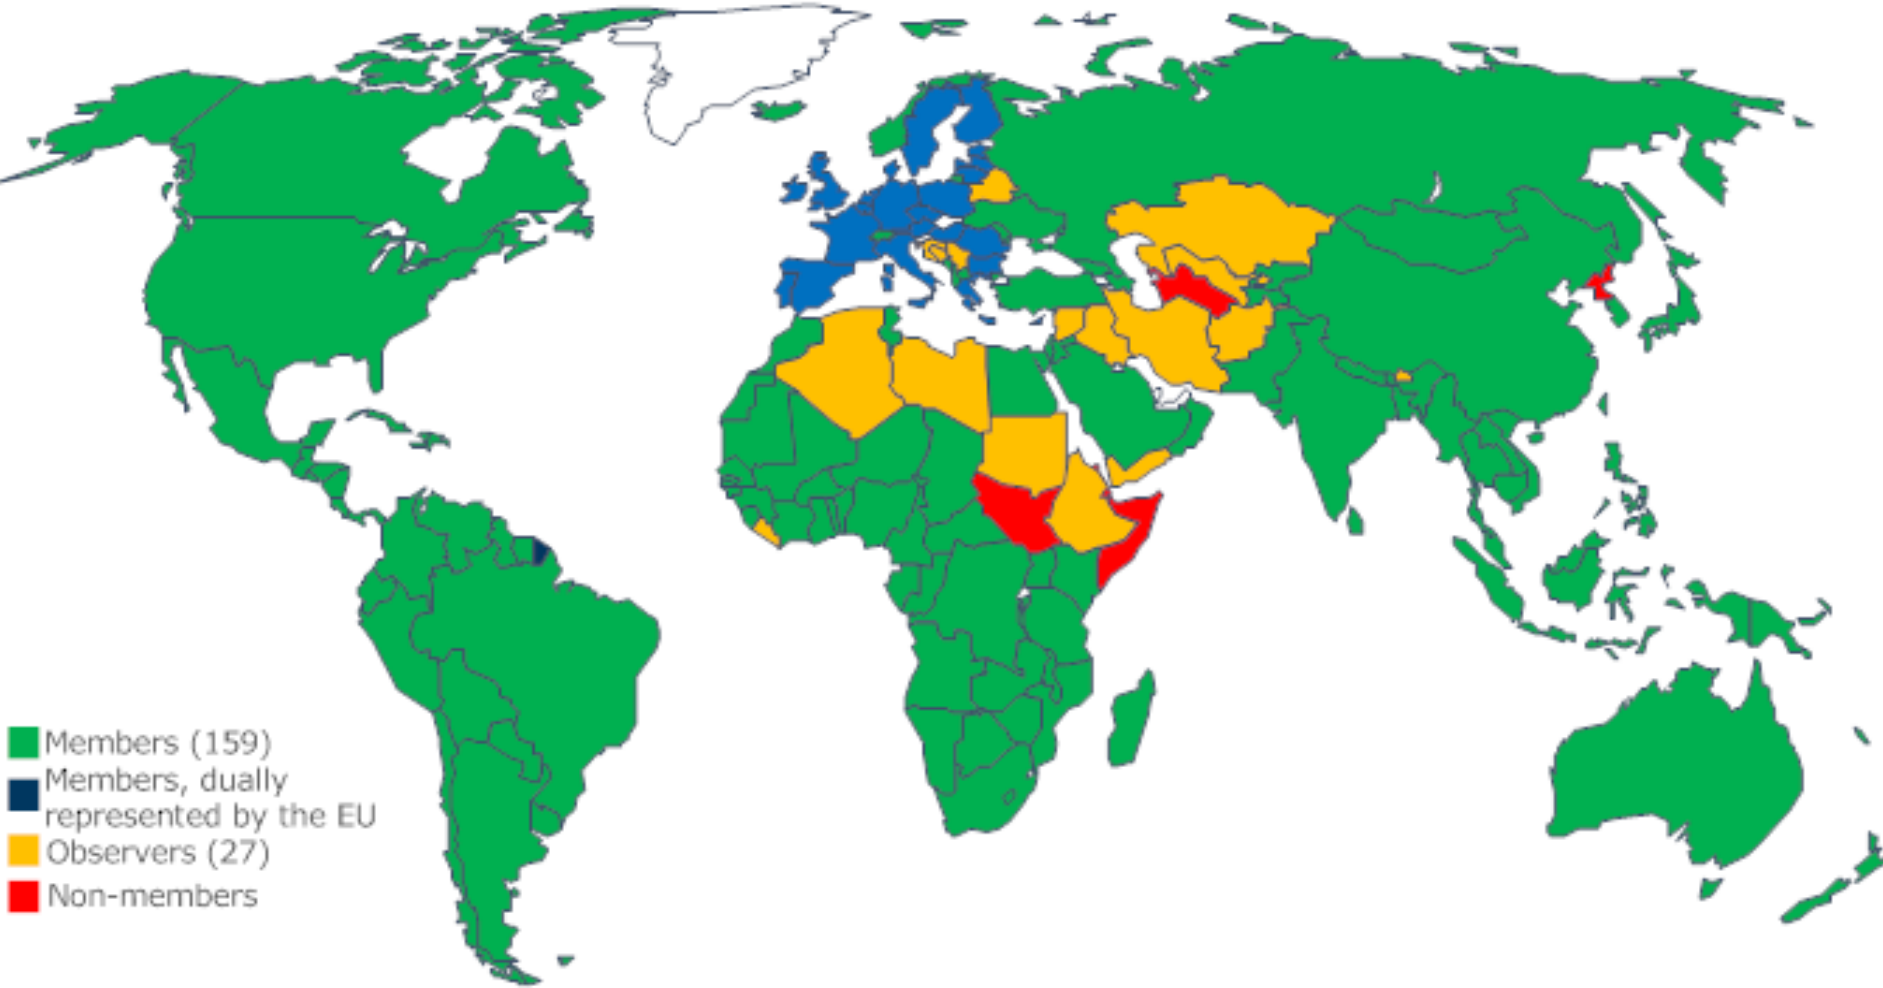 Members (159)
Members, dually
represented by the EU
Observers (27)
Non-members